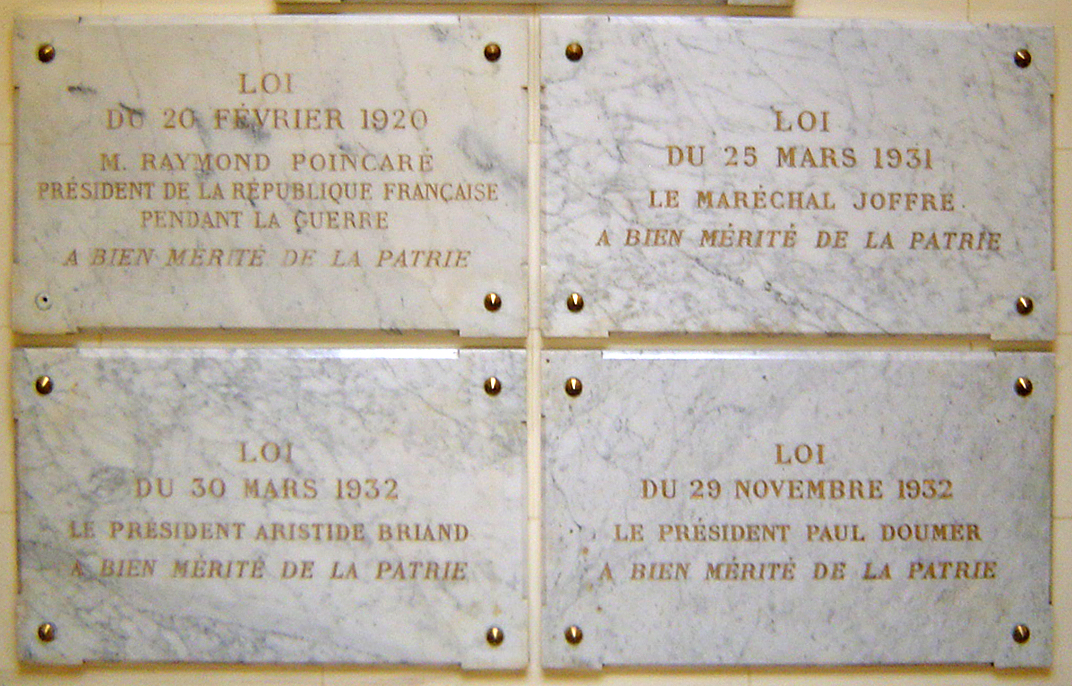 LOI
DU 20 FÉVRIER 1920
M. RAYMOND POINCARÉ
PRÉSIDENT DE LA RÉPUBLIQUE FRANÇAISE
PENDANT LA GUERRE
A BIEN MÉRITÉ DE LA PATRIE
LOI
DU 25 MARS 1931
LE MARÉCHAL JOFFRE
A BIEN MÉRITÉ DE LA PATRIE
LOI
DU 30 MARS 1932
LE PRÉSIDENT ARISTIDE BRIAND
A BIEN MÉRITÉ DE LA PATRIE
LOI
DU 29 NOVEMBRE 1932
LE PRÉSIDENT PAUL DOUMER
A BIEN MÉRITÉ DE LA PATRIE